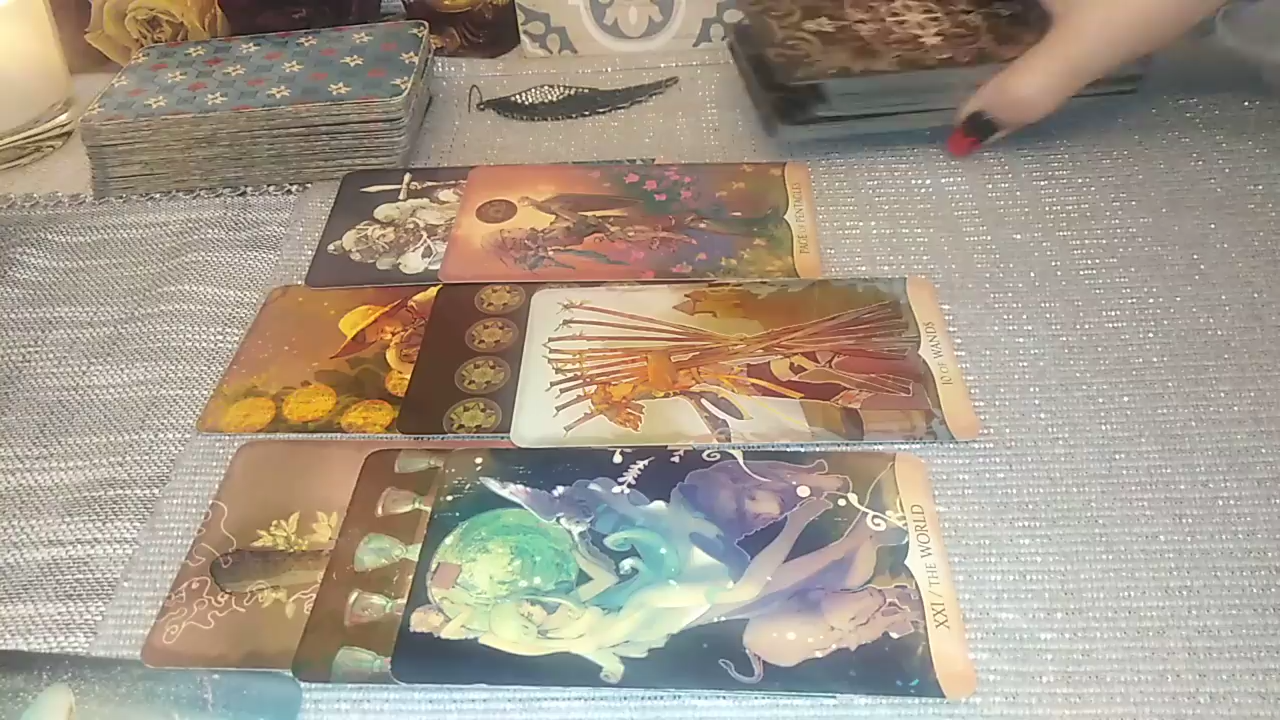 PAGE OF PENTACLES
10 OF WANDS
XXI / THE WORLD